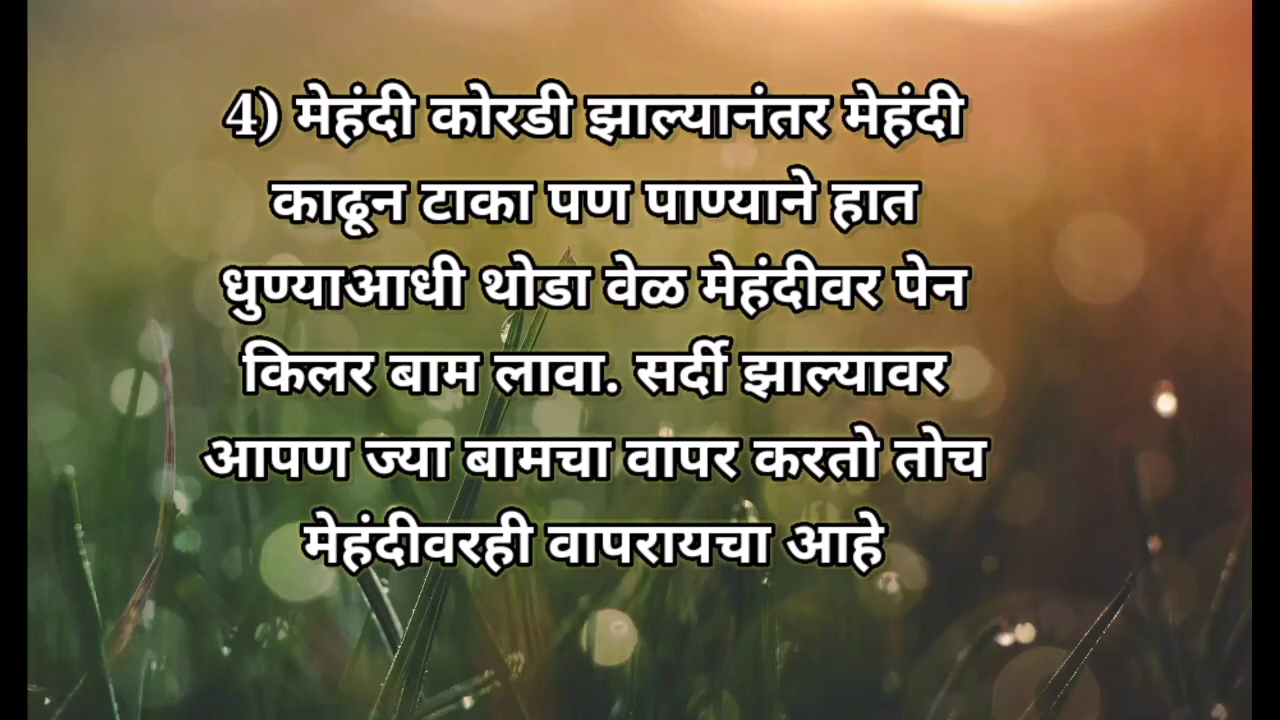 4) मेहंदी कोरडी झाल्यानंतर मेहंदी
काढून टाका पण पाण्याने हात
धुण्याआधी थोडा वेळ मेहंदीवर पेन
किलर बाम लावा. सर्दी झाल्यावर
आपण ज्या बामचा वापर करतो तोच
मेहंदीवरही वापरायचा आहे